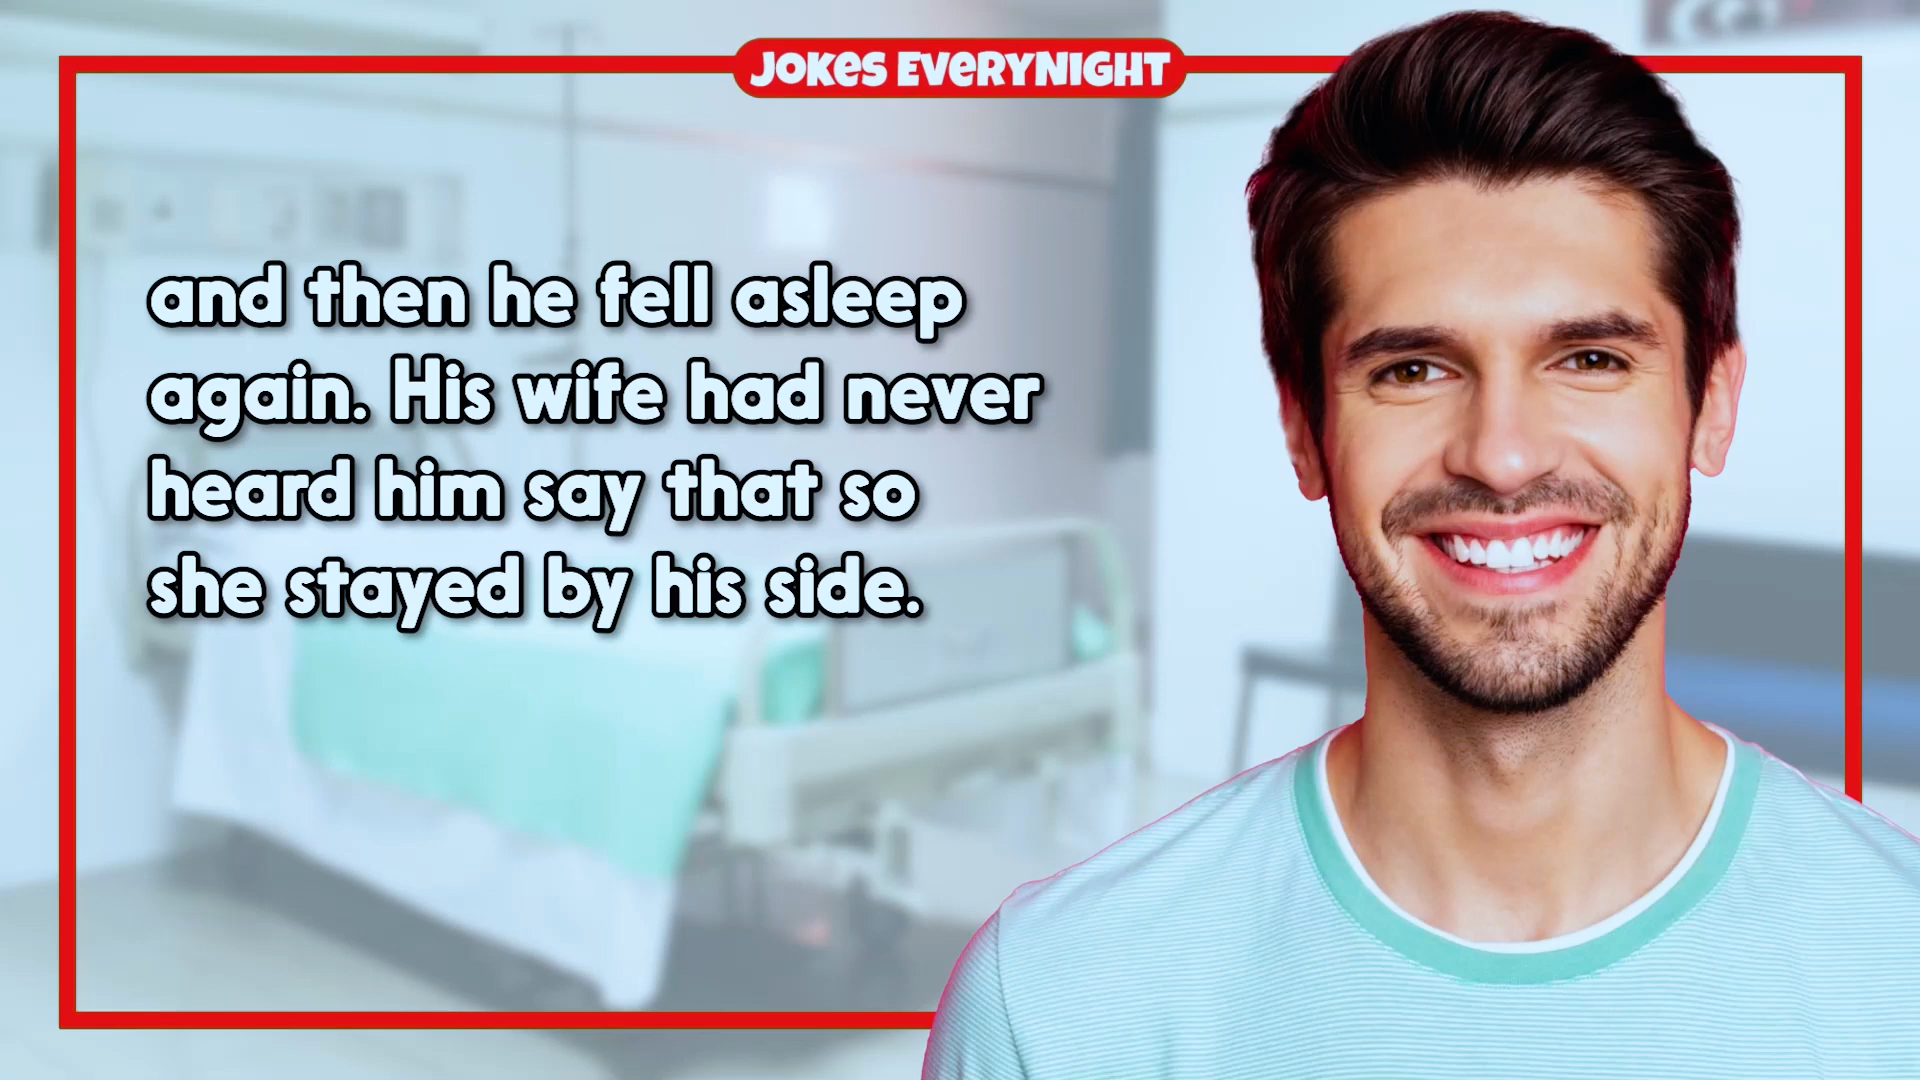 JOKES EVERYNIGHT
and then he fell asleep
again. His wife had never
heard him say that so
she stayed by his side.